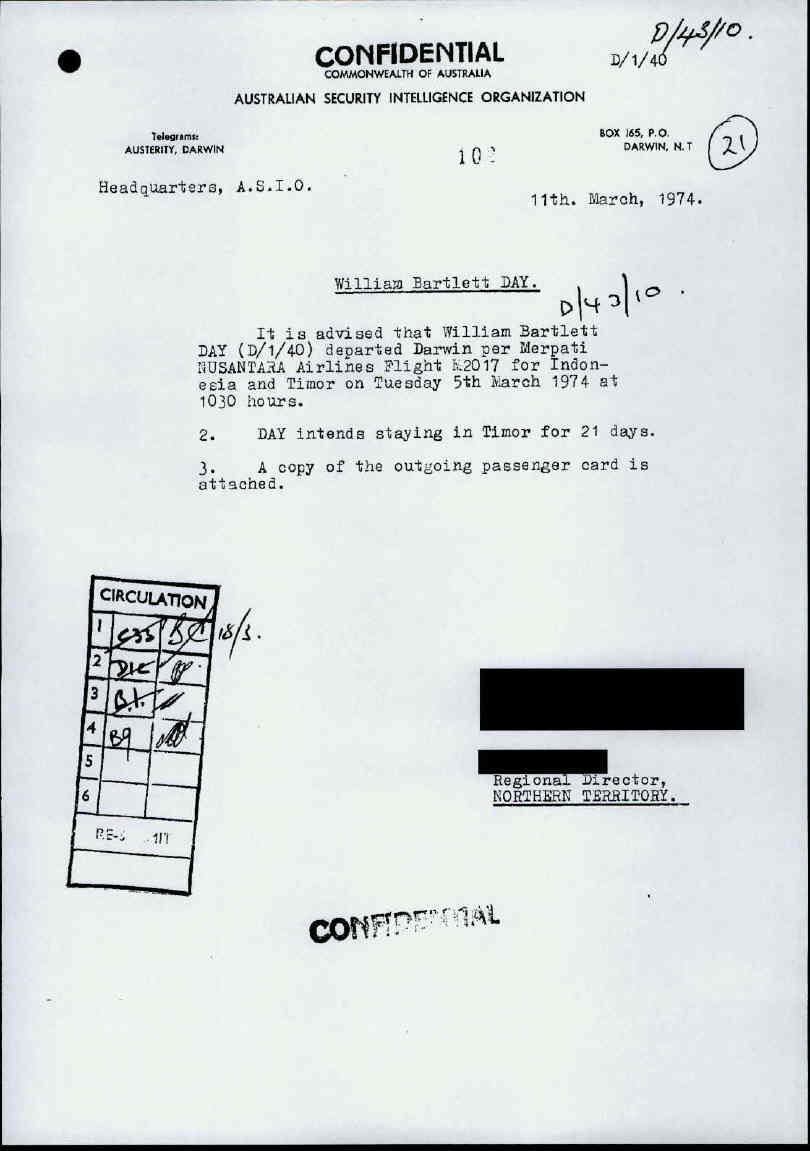 D/43/10.
CONFIDENTIAL
D/1/40
COMMONWEALTH OF AUSTRALIA
AUSTRALIAN SECURITY INTELLIGENCE ORGANIZATION
Telegrams:
AUSTERITY, DARWIN
BOX 165, P.O.
DARWIN, N.T
21
Headquarters, A.S.I.O.
11th. March, 1974.
William Bartlett DAY.
D/43/10.
It is advised that William Bartlett
DAY (D/1/40) departed Darwin per Merpati
NUSANTARA Airlines Flight M2017 for Indon-
esia and Timor on Tuesday 5th March 1974 at
1030 hours.
2. DAY intends staying in Timor for 21 days.
3. A copy of the outgoing passenger card is
attached.
CIRCULATION
1
18/3.
2
3 B.1.
4 B9
5
6
Regional Director,
NORTHERN TERRITORY.
CONFIDENTIAL